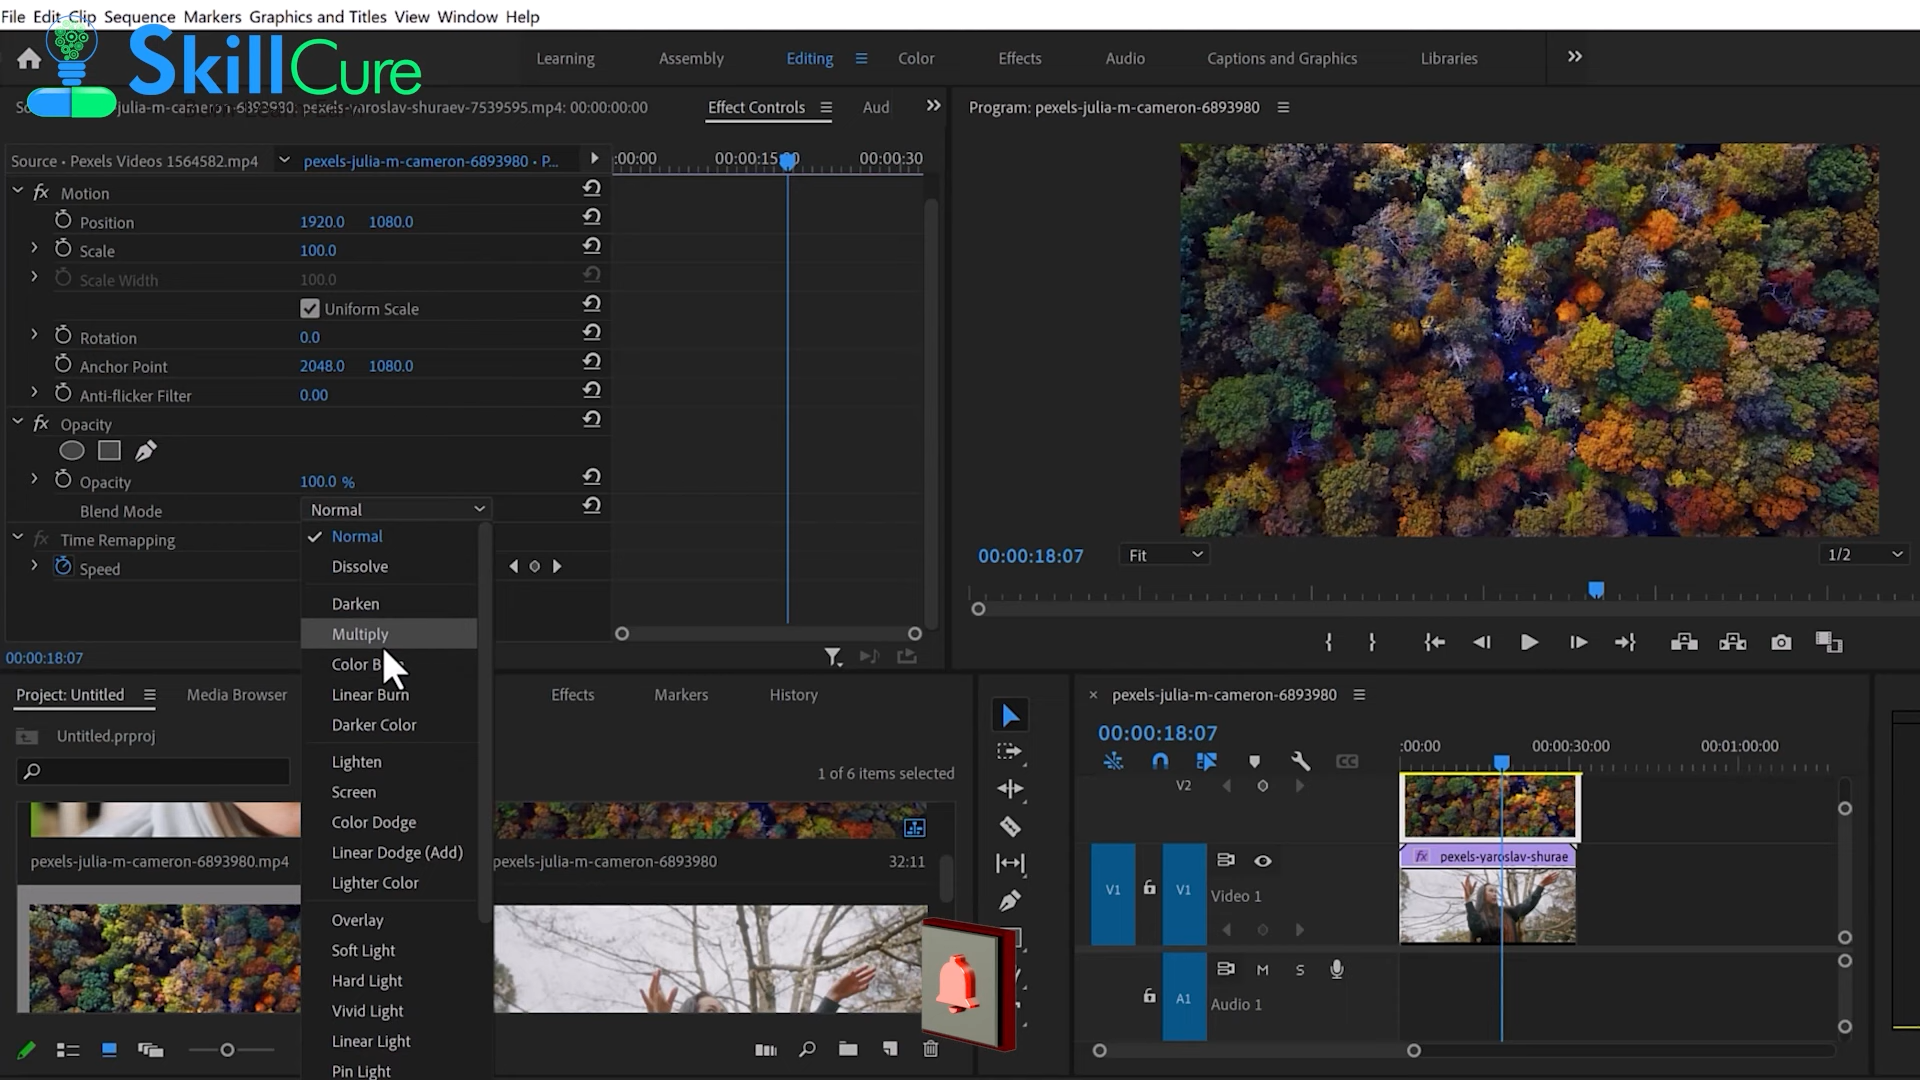 File Edit Clip Sequence Markers Graphics and Titles View Window Help
SkillCure
Learning Assembly Editing Color Effects Audio Captions and Graphics Libraries
julia-m-cameron-6893980: pexels-yaroslav-shuraev-7539595.mp4: 00:00:00:00
Effect Controls
Aud
Program: pexels-julia-m-cameron-6893980
Source • Pexels Videos 1564582.mp4
pexels-julia-m-cameron-6893980 • P...
:00:00 00:00:15:00 00:00:30
Motion
Position 1920.0 1080.0
Scale 100.0
Scale Width 100.0
Uniform Scale
Rotation 0.0
Anchor Point 2048.0 1080.0
Anti-flicker Filter 0.00
Opacity
Opacity 100.0 %
Blend Mode Normal
Time Remapping
Speed
Normal
Dissolve
Darken
Multiply
Color
Linear Burn
Darker Color
Lighten
Screen
Color Dodge
Linear Dodge (Add)
Lighter Color
Overlay
Soft Light
Hard Light
Vivid Light
Linear Light
Pin Light
00:00:18:07
00:00:18:07 Fit 1/2
Project: Untitled Media Browser Effects Markers History
Untitled.prproj
1 of 6 items selected
pexels-julia-m-cameron-6893980.mp4
pexels-julia-m-cameron-6893980 32:11
× pexels-julia-m-cameron-6893980
00:00:18:07
:00:00 00:00:30:00 00:01:00:00
V2
fx pexels-yaroslav-shurae
V1 V1 Video 1
A1 M S
Audio 1